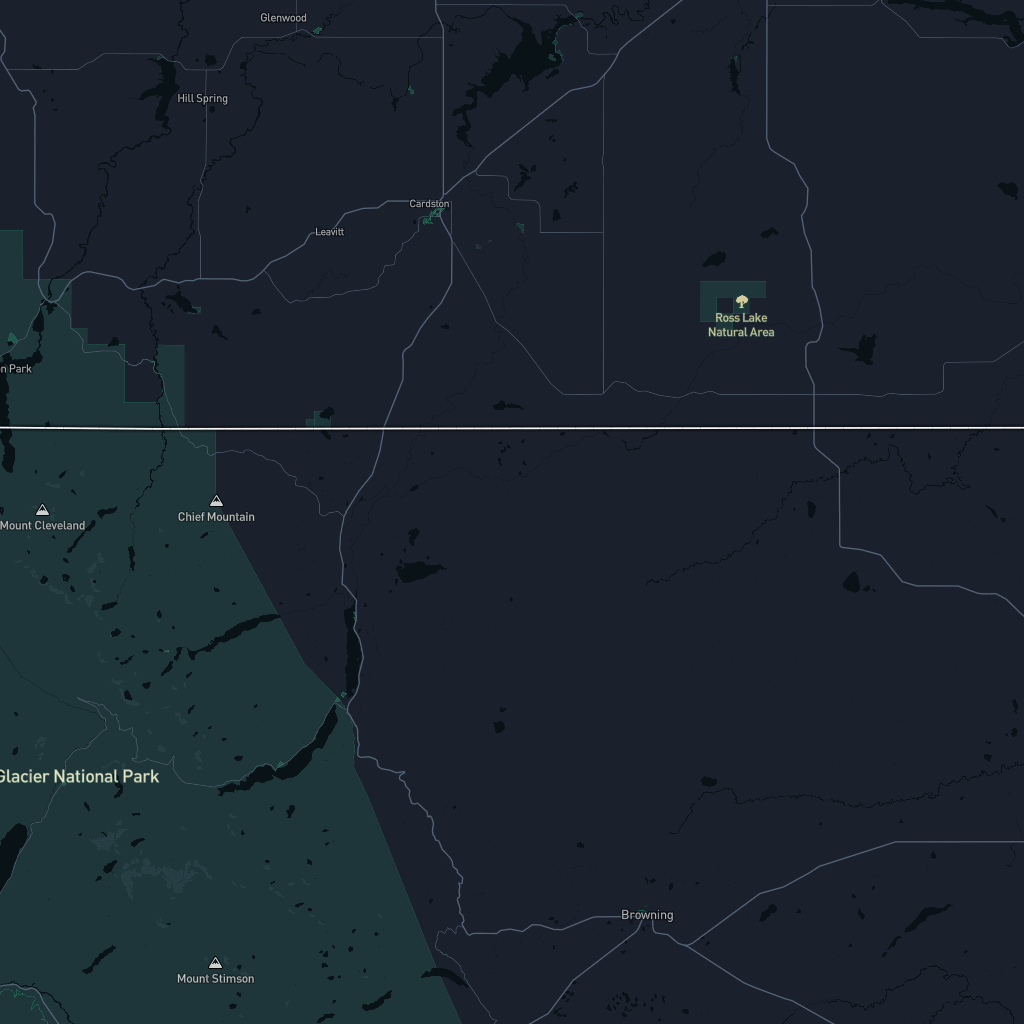 Glenwood
Hill Spring
Cardston
Leavitt
Ross Lake
Natural Area
n Park
Chief Mountain
Mount Cleveland
Glacier National Park
Browning
Mount Stimson